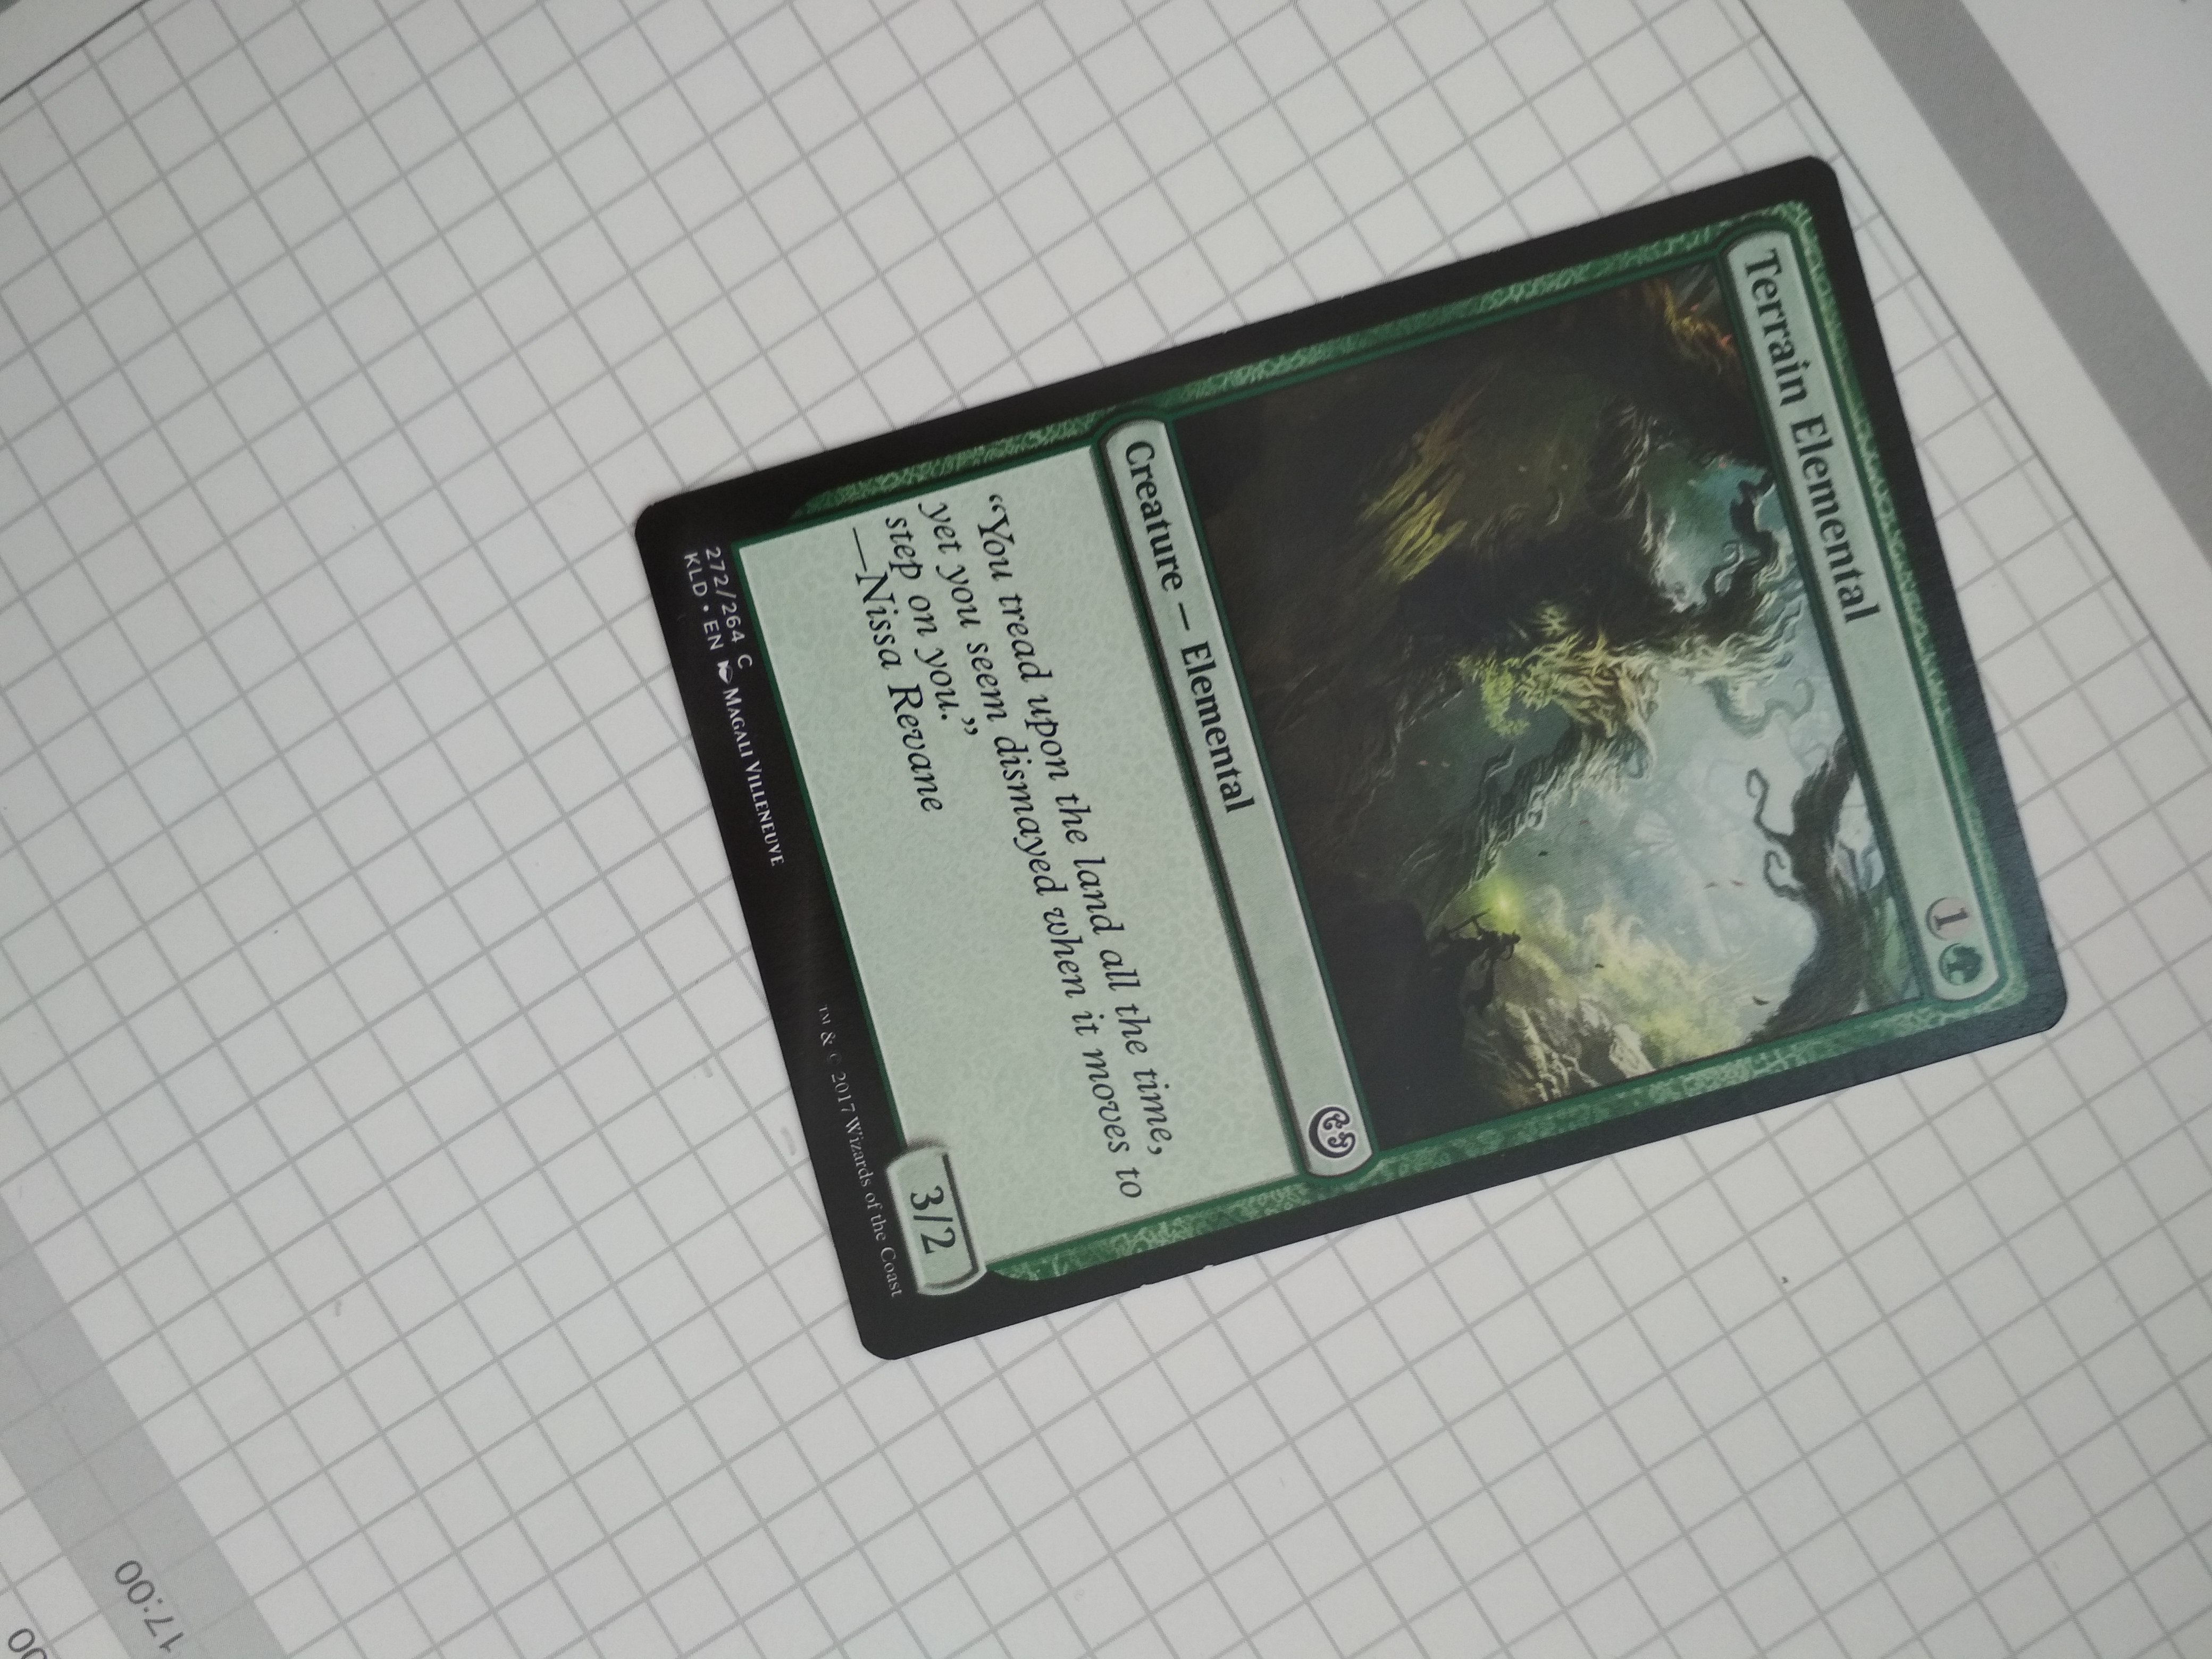 Terrain Elemental 1
Creature — Elemental
“You tread upon the land all the time,
yet you seem dismayed when it moves to
step on you.”
—Nissa Revane
3/2
272/264 C
KLD • EN Magali Villeneuve
™ & © 2017 Wizards of the Coast
17:00
00